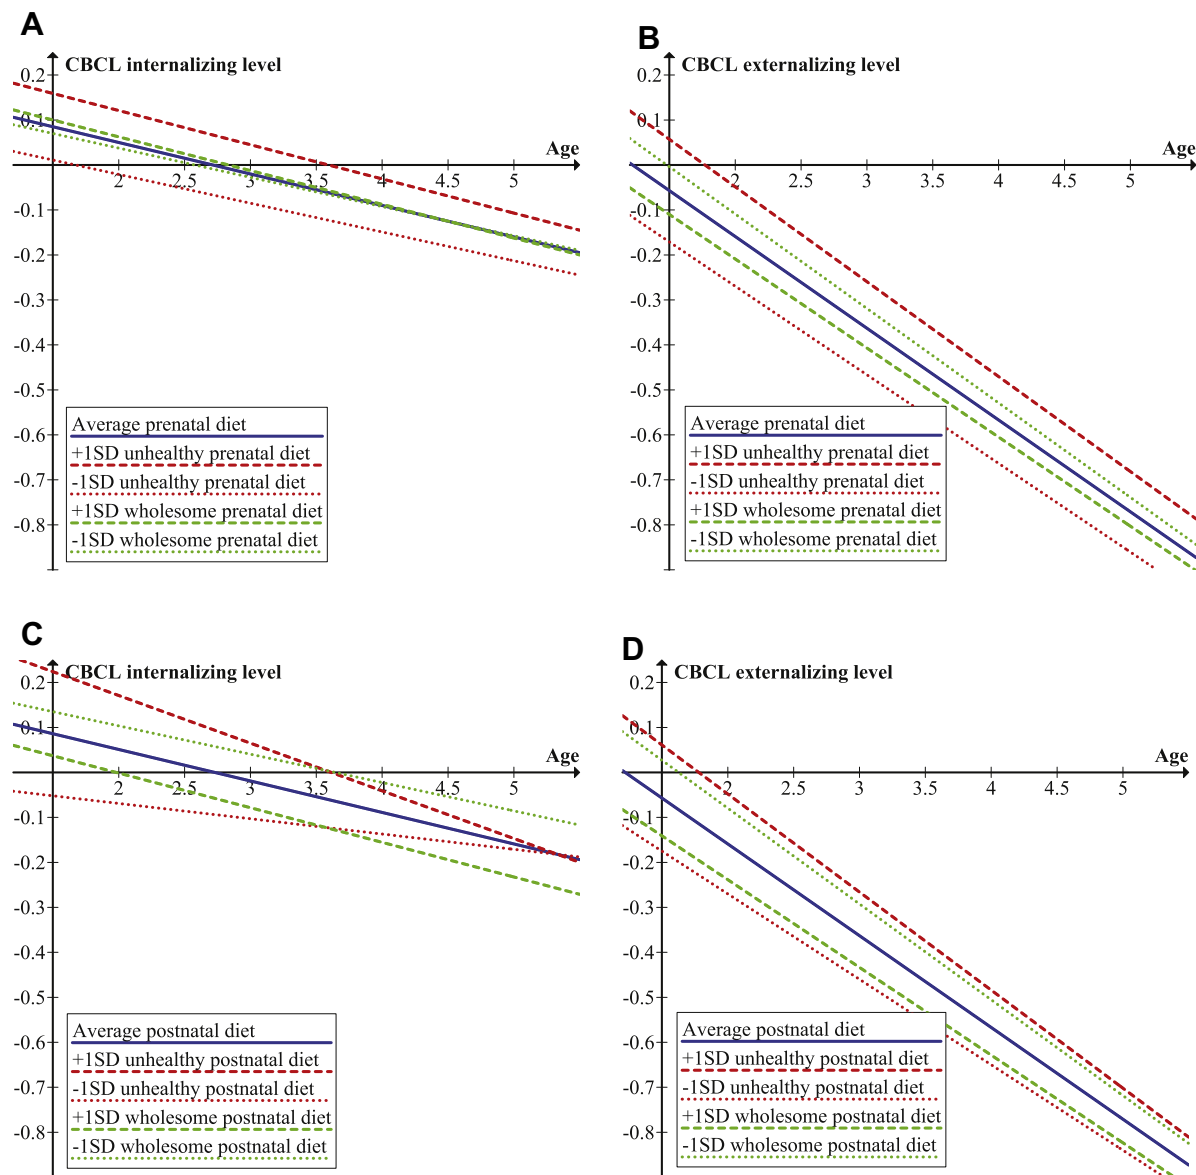 A
CBCL internalizing level
0.2
0.1
Age
2 2.5 3 3.5 4 4.5 5
-0.1
-0.2
-0.3
-0.4
-0.5
-0.6
-0.7
-0.8
Average prenatal diet
+1SD unhealthy prenatal diet
-1SD unhealthy prenatal diet
+1SD wholesome prenatal diet
-1SD wholesome prenatal diet
B
CBCL externalizing level
0.2
0.1
Age
2 2.5 3 3.5 4 4.5 5
-0.1
-0.2
-0.3
-0.4
-0.5
-0.6
-0.7
-0.8
Average prenatal diet
+1SD unhealthy prenatal diet
-1SD unhealthy prenatal diet
+1SD wholesome prenatal diet
-1SD wholesome prenatal diet
C
CBCL internalizing level
0.2
0.1
Age
2 2.5 3 3.5 4 4.5 5
-0.1
-0.2
-0.3
-0.4
-0.5
-0.6
-0.7
-0.8
Average postnatal diet
+1SD unhealthy postnatal diet
-1SD unhealthy postnatal diet
+1SD wholesome postnatal diet
-1SD wholesome postnatal diet
D
CBCL externalizing level
0.2
0.1
Age
2 2.5 3 3.5 4 4.5 5
-0.1
-0.2
-0.3
-0.4
-0.5
-0.6
-0.7
-0.8
Average postnatal diet
+1SD unhealthy postnatal diet
-1SD unhealthy postnatal diet
+1SD wholesome postnatal diet
-1SD wholesome postnatal diet